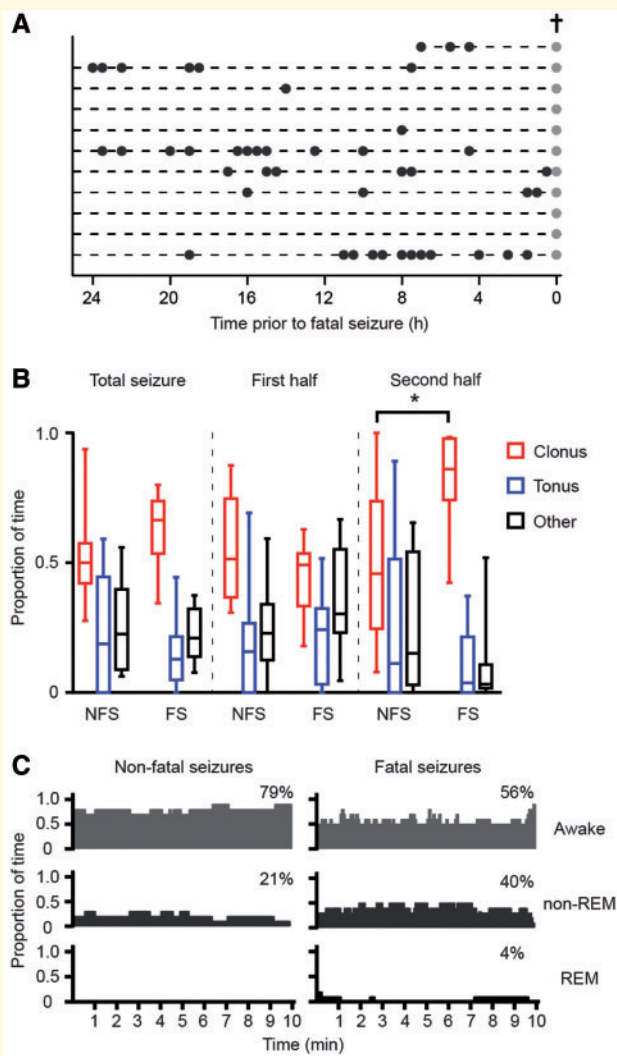 A
†
24 20 16 12 8 4 0
Time prior to fatal seizure (h)
B
Total seizure First half Second half
*
1.0
0.5
0
Proportion of time
Clonus
Tonus
Other
NFS FS NFS FS NFS FS
C
Non-fatal seizures Fatal seizures
79% 56%
1.0
0.5
0
Awake
21% 40%
1.0
0.5
0
non-REM
4%
1.0
0.5
0
REM
Proportion of time
1 2 3 4 5 6 7 8 9 10 1 2 3 4 5 6 7 8 9 10
Time (min)